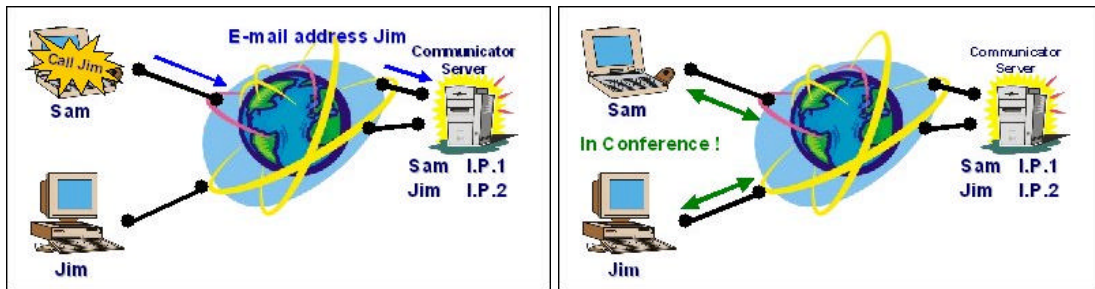 E-mail address Jim
Communicator
Server
Call Jim
Sam
Sam I.P.1
Jim I.P.2
Jim
Communicator
Server
Sam
In Conference !
Sam I.P.1
Jim I.P.2
Jim